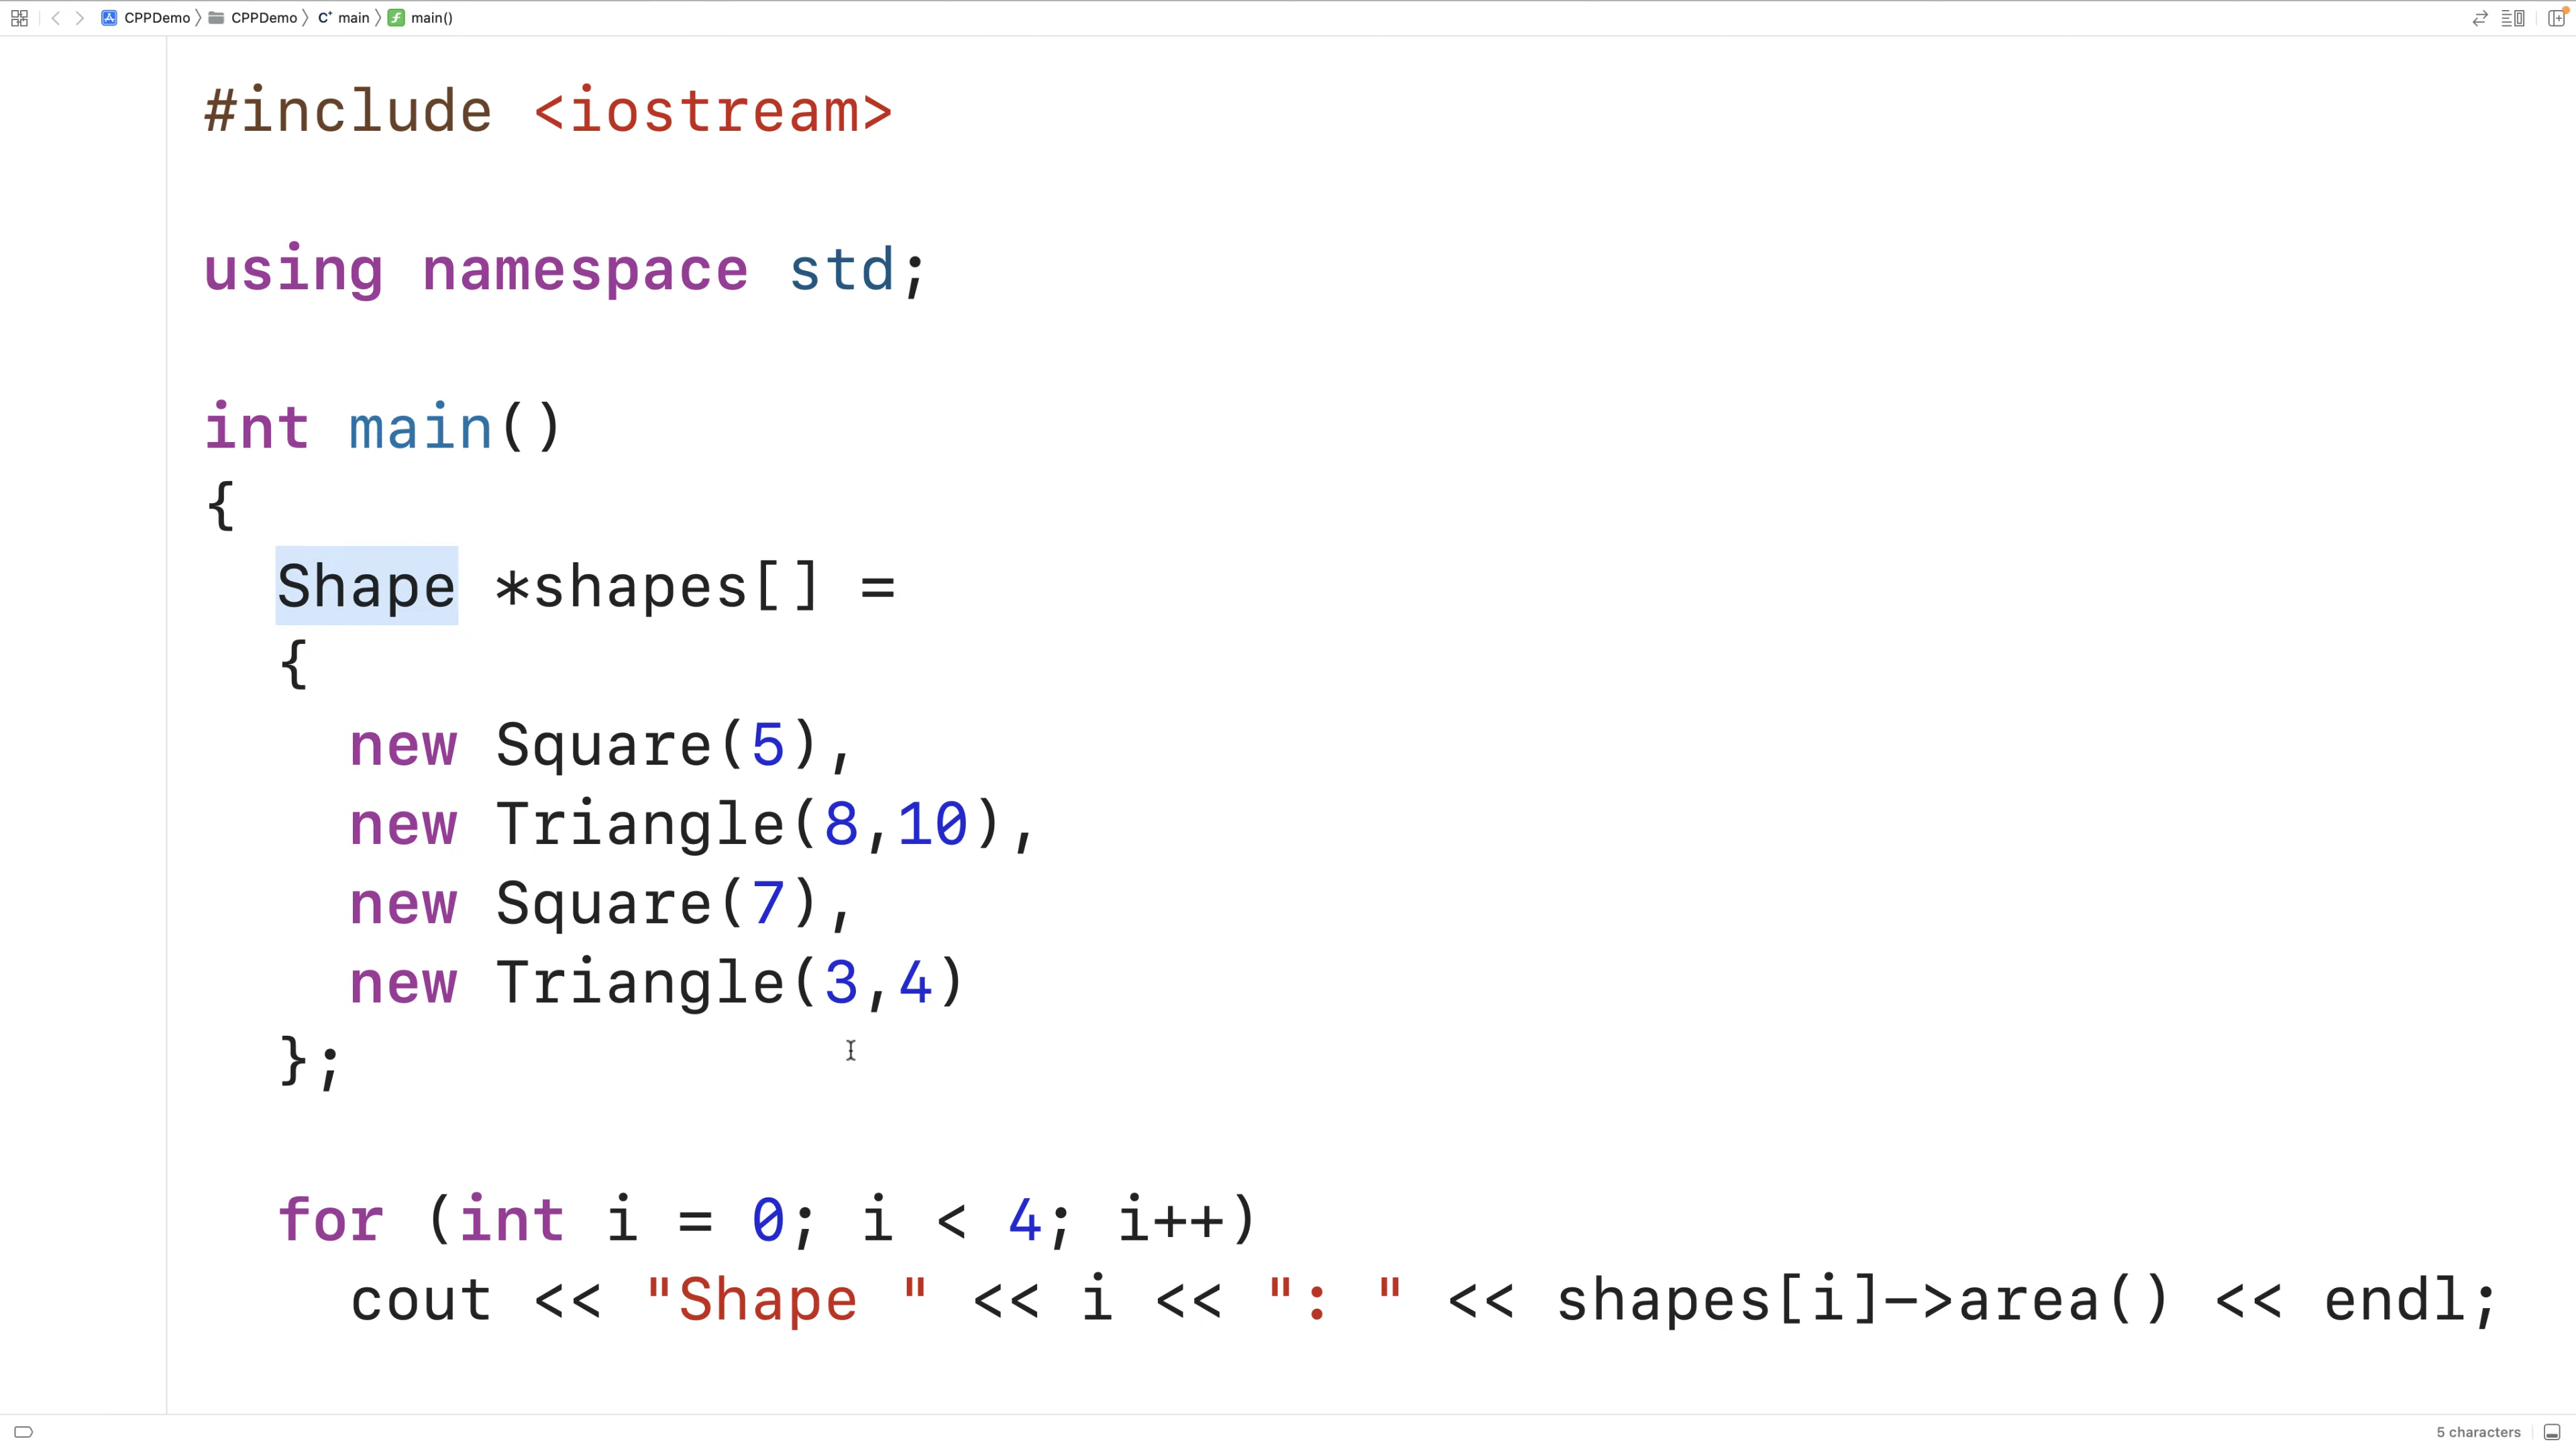 CPPDemo CPPDemo main main()
#include <iostream>
using namespace std;
int main()
{
Shape *shapes[] =
{
new Square(5),
new Triangle(8,10),
new Square(7),
new Triangle(3,4)
};
for (int i = 0; i < 4; i++)
cout << "Shape " << i << ": " << shapes[i]->area() << endl;
5 characters